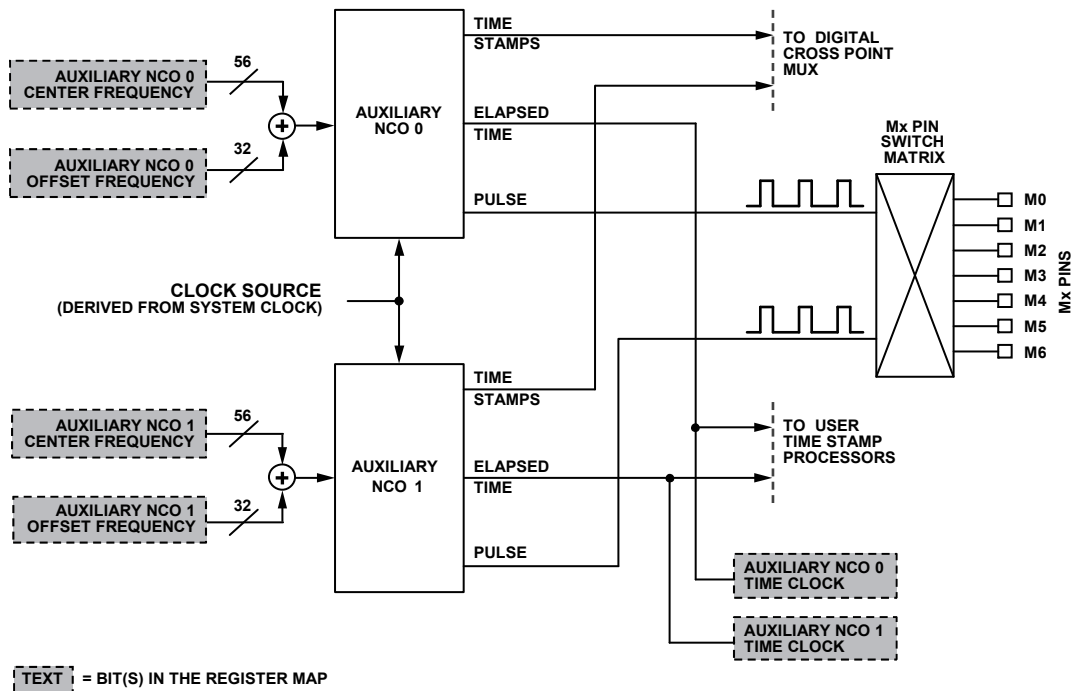 AUXILIARY NCO 0
CENTER FREQUENCY
56
AUXILIARY NCO 0
OFFSET FREQUENCY
32
+
AUXILIARY
NCO 0
TIME
STAMPS
ELAPSED
TIME
PULSE
TO DIGITAL
CROSS POINT
MUX
Mx PIN
SWITCH
MATRIX
M0
M1
M2
M3
M4
M5
M6
Mx PINS
CLOCK SOURCE
(DERIVED FROM SYSTEM CLOCK)
AUXILIARY NCO 1
CENTER FREQUENCY
56
AUXILIARY NCO 1
OFFSET FREQUENCY
32
+
AUXILIARY
NCO 1
TIME
STAMPS
ELAPSED
TIME
PULSE
TO USER
TIME STAMP
PROCESSORS
AUXILIARY NCO 0
TIME CLOCK
AUXILIARY NCO 1
TIME CLOCK
TEXT = BIT(S) IN THE REGISTER MAP